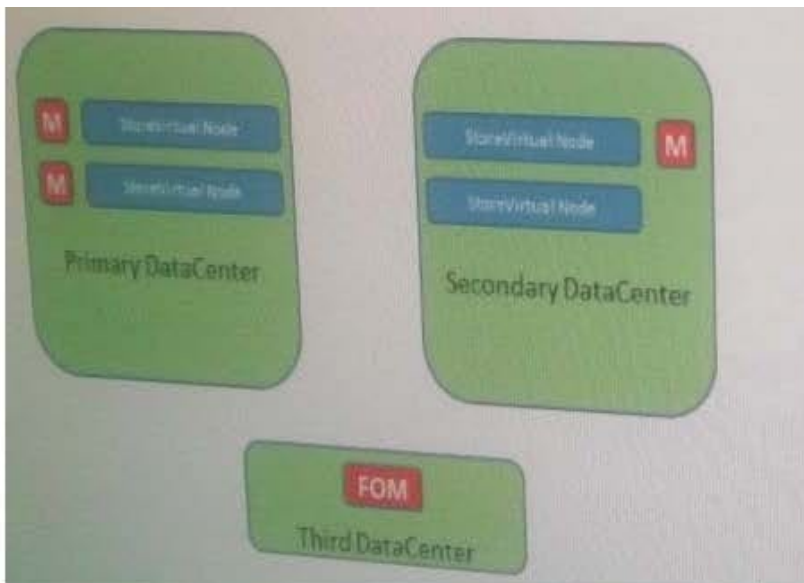 M StoreVirtual Node
M StoreVirtual Node
Primary DataCenter
StoreVirtual Node M
StoreVirtual Node
Secondary DataCenter
FOM
Third DataCenter